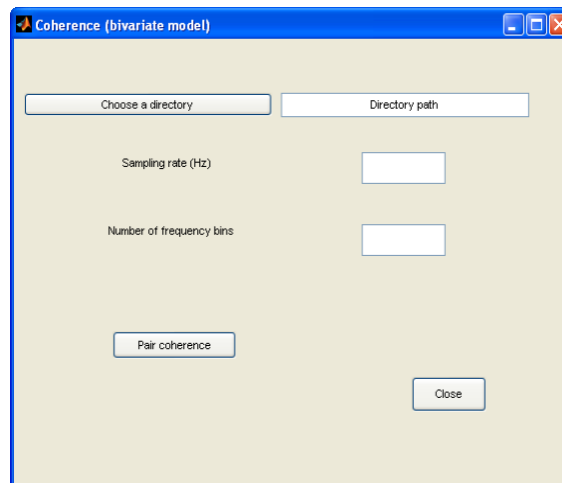 Coherence (bivariate model)
Choose a directory
Directory path
Sampling rate (Hz)
Number of frequency bins
Pair coherence
Close